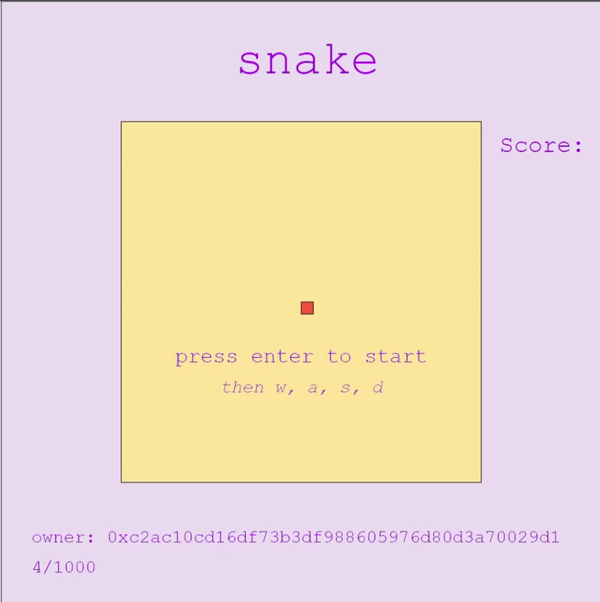 snake
Score:
press enter to start
then w, a, s, d
owner: 0xc2ac10cd16df73b3df988605976d80d3a70029d1
4/1000